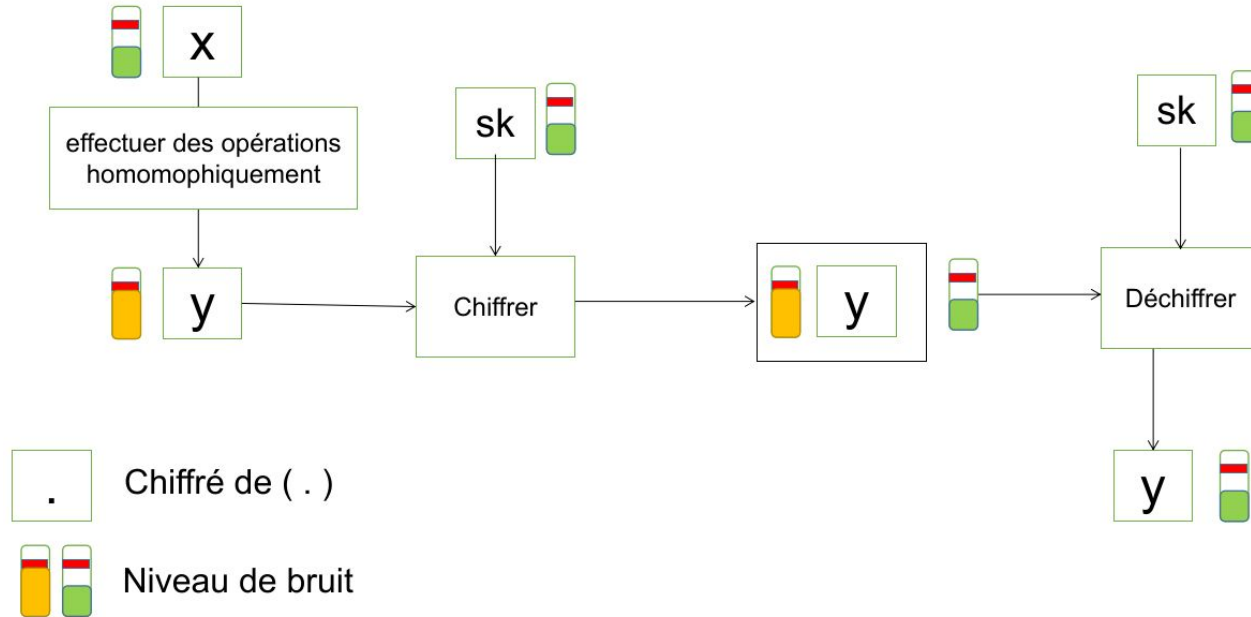 x
effectuer des opérations
homomophiquement
sk
sk
y
Chiffrer
y
Déchiffrer
y
. Chiffré de ( . )
Niveau de bruit